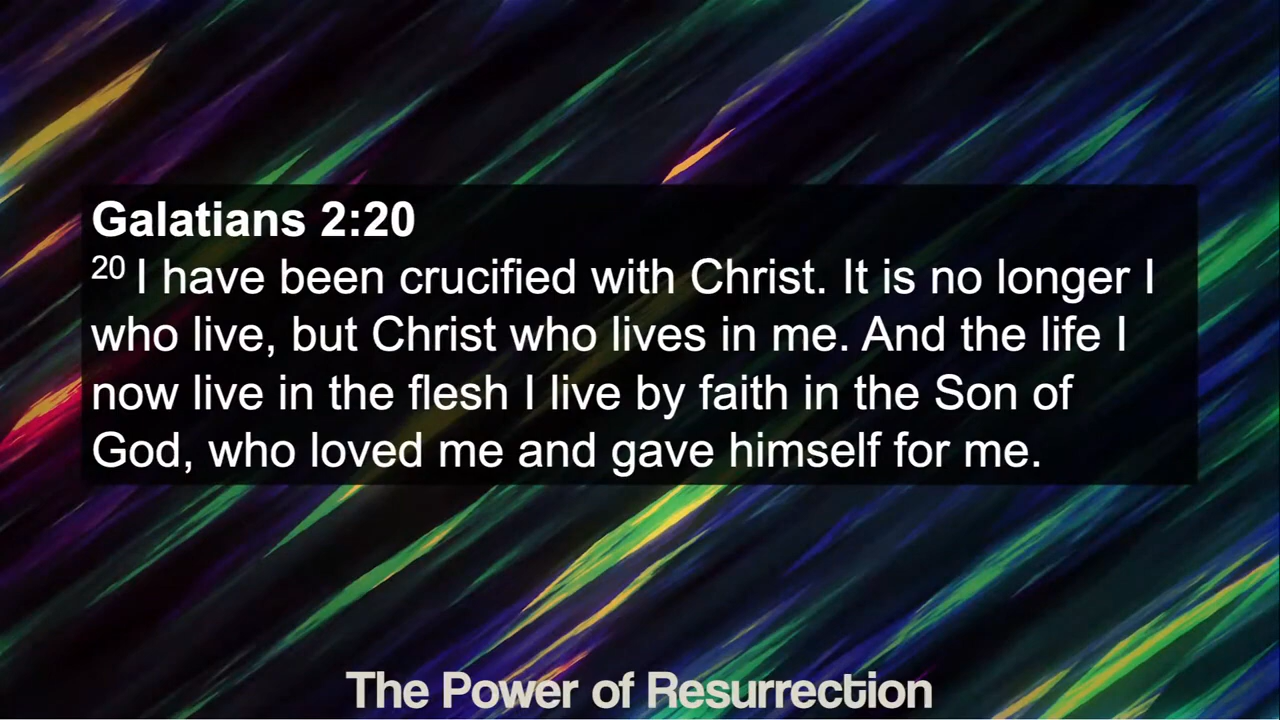 Galatians 2:20
20 I have been crucified with Christ. It is no longer I
who live, but Christ who lives in me. And the life I
now live in the flesh I live by faith in the Son of
God, who loved me and gave himself for me.
The Power of Resurrection